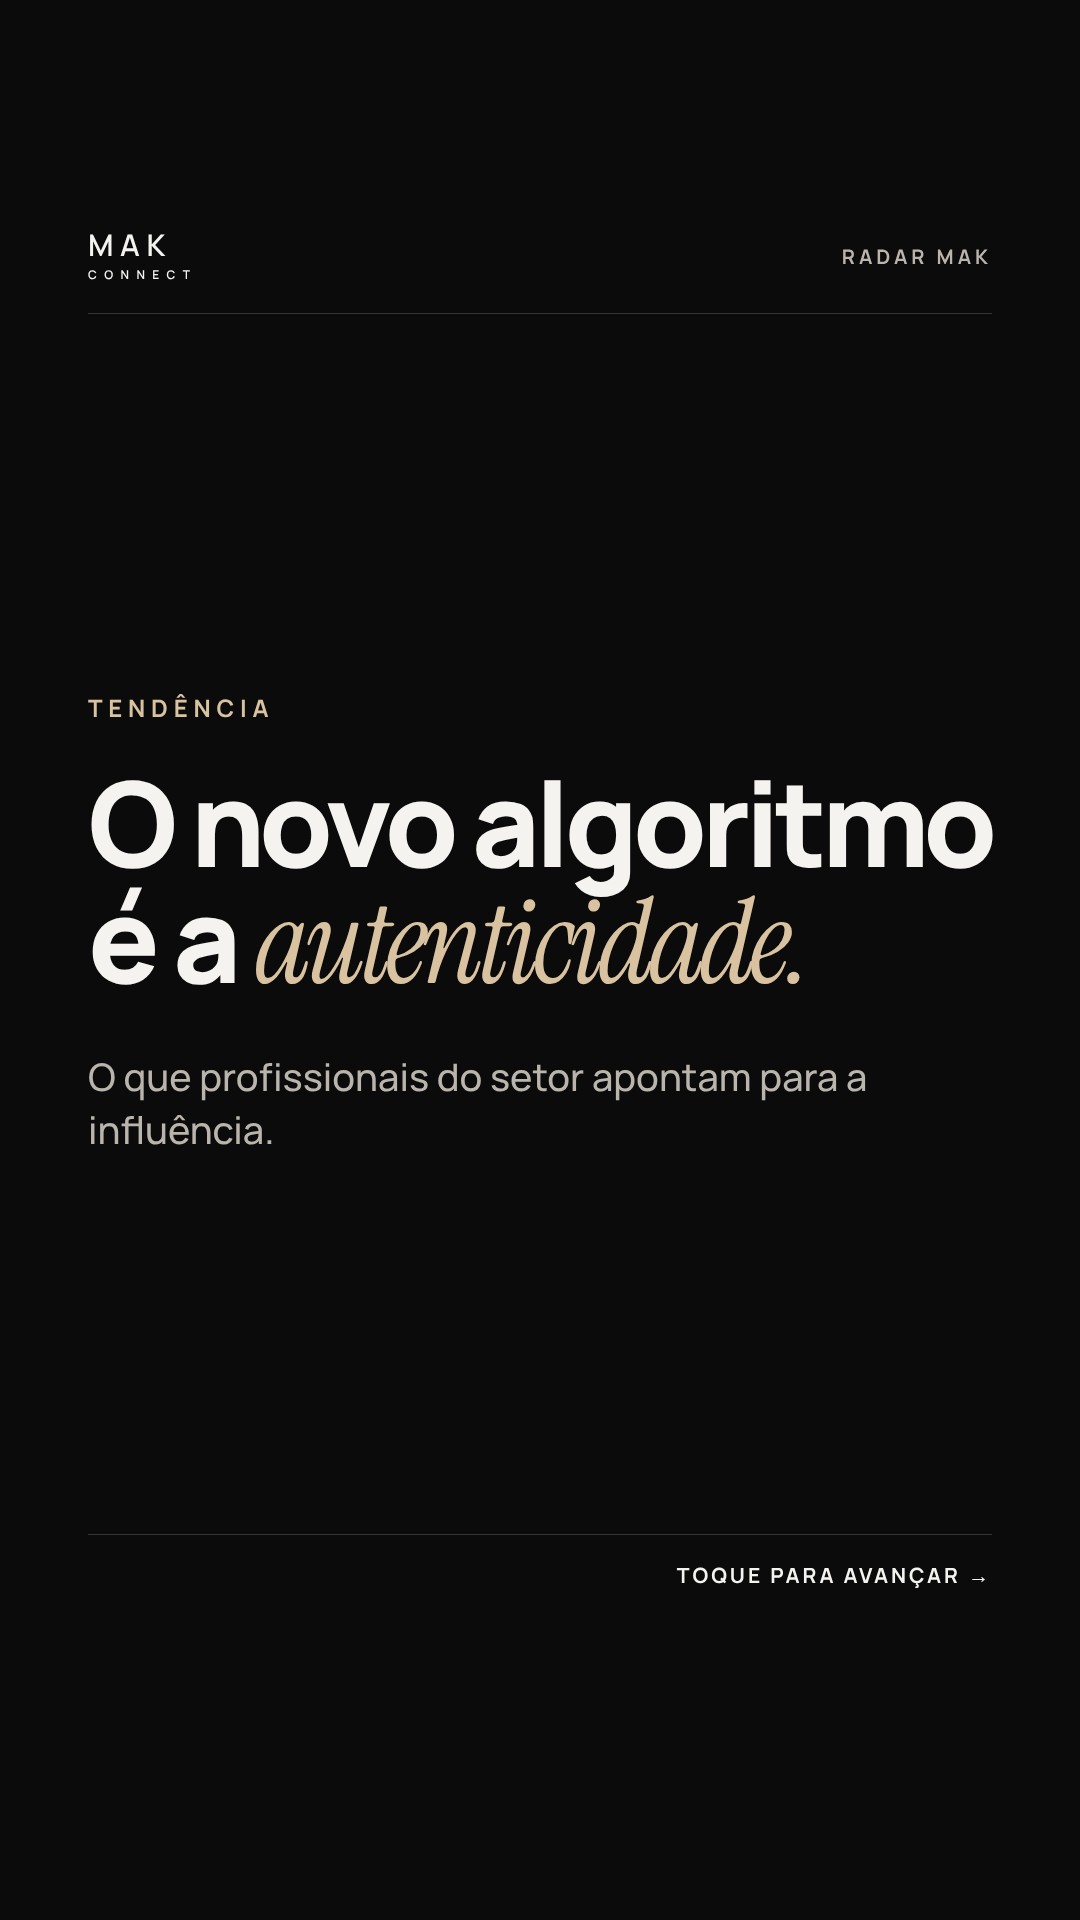 MAK
CONNECT
RADAR MAK
TENDÊNCIA
O novo algoritmo
é a autenticidade.
O que profissionais do setor apontam para a
influência.
TOQUE PARA AVANÇAR →